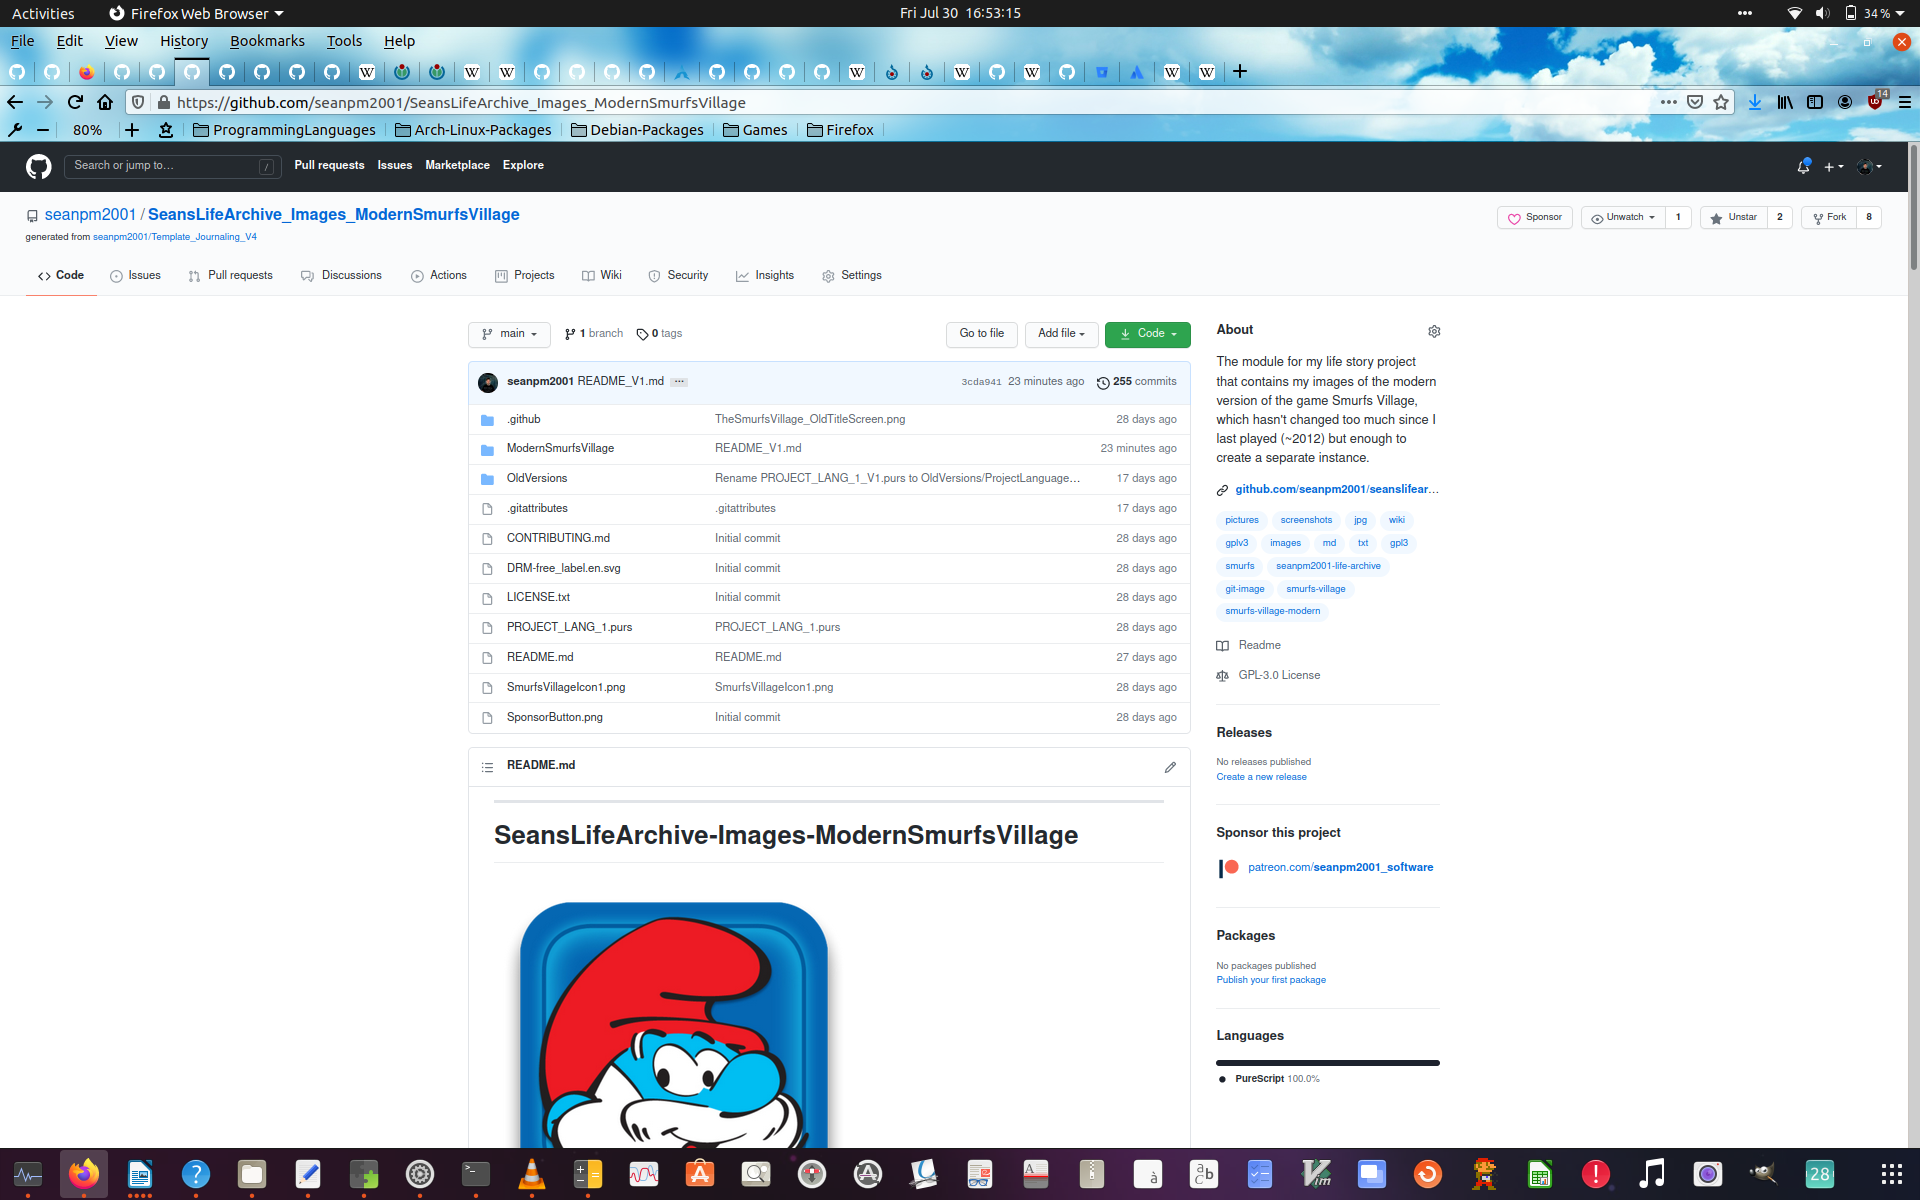 Activities Firefox Web Browser Fri Jul 30 16:53:15 34 %
File Edit View History Bookmarks Tools Help
https://github.com/seanpm2001/SeansLifeArchive_Images_ModernSmurfsVillage 14
80% ProgrammingLanguages Arch-Linux-Packages Debian-Packages Games Firefox
Search or jump to… / Pull requests Issues Marketplace Explore
seanpm2001 / SeansLifeArchive_Images_ModernSmurfsVillage Sponsor Unwatch 1 Unstar 2 Fork 8
generated from seanpm2001/Template_Journaling_V4
Code Issues Pull requests Discussions Actions Projects Wiki Security Insights Settings
main 1 branch 0 tags Go to file Add file Code
seanpm2001 README_V1.md ... 3cda941 23 minutes ago 255 commits
.github TheSmurfsVillage_OldTitleScreen.png 28 days ago
ModernSmurfsVillage README_V1.md 23 minutes ago
OldVersions Rename PROJECT_LANG_1_V1.purs to OldVersions/ProjectLanguage… 17 days ago
.gitattributes .gitattributes 17 days ago
CONTRIBUTING.md Initial commit 28 days ago
DRM-free_label.en.svg Initial commit 28 days ago
LICENSE.txt Initial commit 28 days ago
PROJECT_LANG_1.purs PROJECT_LANG_1.purs 28 days ago
README.md README.md 27 days ago
SmurfsVillageIcon1.png SmurfsVillageIcon1.png 28 days ago
SponsorButton.png Initial commit 28 days ago
README.md
SeansLifeArchive-Images-ModernSmurfsVillage
About
The module for my life story project
that contains my images of the modern
version of the game Smurfs Village,
which hasn't changed too much since I
last played (~2012) but enough to
create a separate instance.
github.com/seanpm2001/seanslifear…
pictures screenshots jpg wiki
gplv3 images md txt gpl3
smurfs seanpm2001-life-archive
git-image smurfs-village
smurfs-village-modern
Readme
GPL-3.0 License
Releases
No releases published
Create a new release
Sponsor this project
patreon.com/seanpm2001_software
Packages
No packages published
Publish your first package
Languages
PureScript 100.0%
28